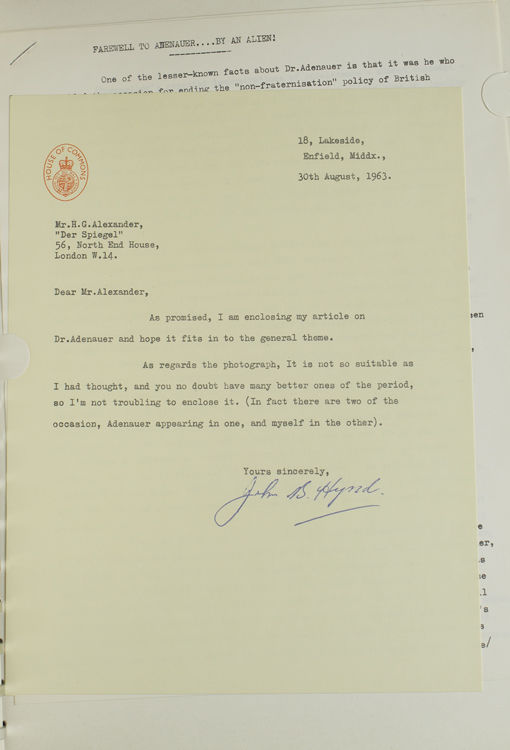 FAREWELL TO ADENAUER....BY AN ALIEN!
One of the lesser-known facts about Dr.Adenauer is that it was he who
for ending the "non-fraternisation" policy of British
HOUSE OF COMMONS
18, Lakeside,
Enfield, Middx.,
30th August, 1963.
Mr.H.G.Alexander,
"Der Spiegel"
56, North End House,
London W.14.
Dear Mr.Alexander,
As promised, I am enclosing my article on
Dr.Adenauer and hope it fits in to the general theme.
As regards the photograph, It is not so suitable as
I had thought, and you no doubt have many better ones of the period,
so I'm not troubling to enclose it. (In fact there are two of the
occasion, Adenauer appearing in one, and myself in the other).
Yours sincerely,
John B. Hynd.